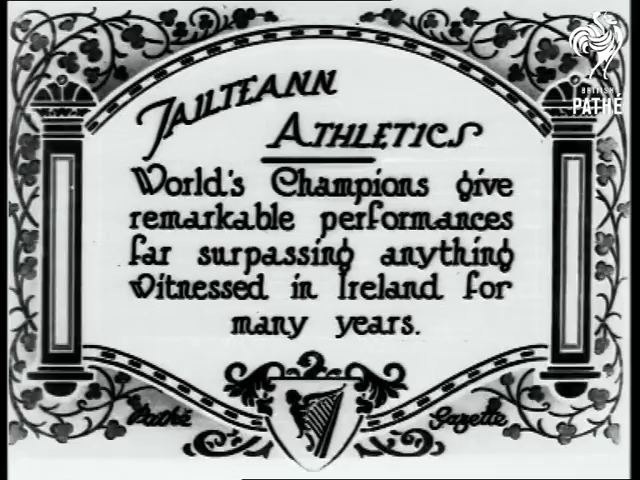 BRITISH
PATHÉ
TAILTEANN
ATHLETICS
World's Champions give
remarkable performances
far surpassing anything
witnessed in Ireland for
many years.
Pathé Gazette